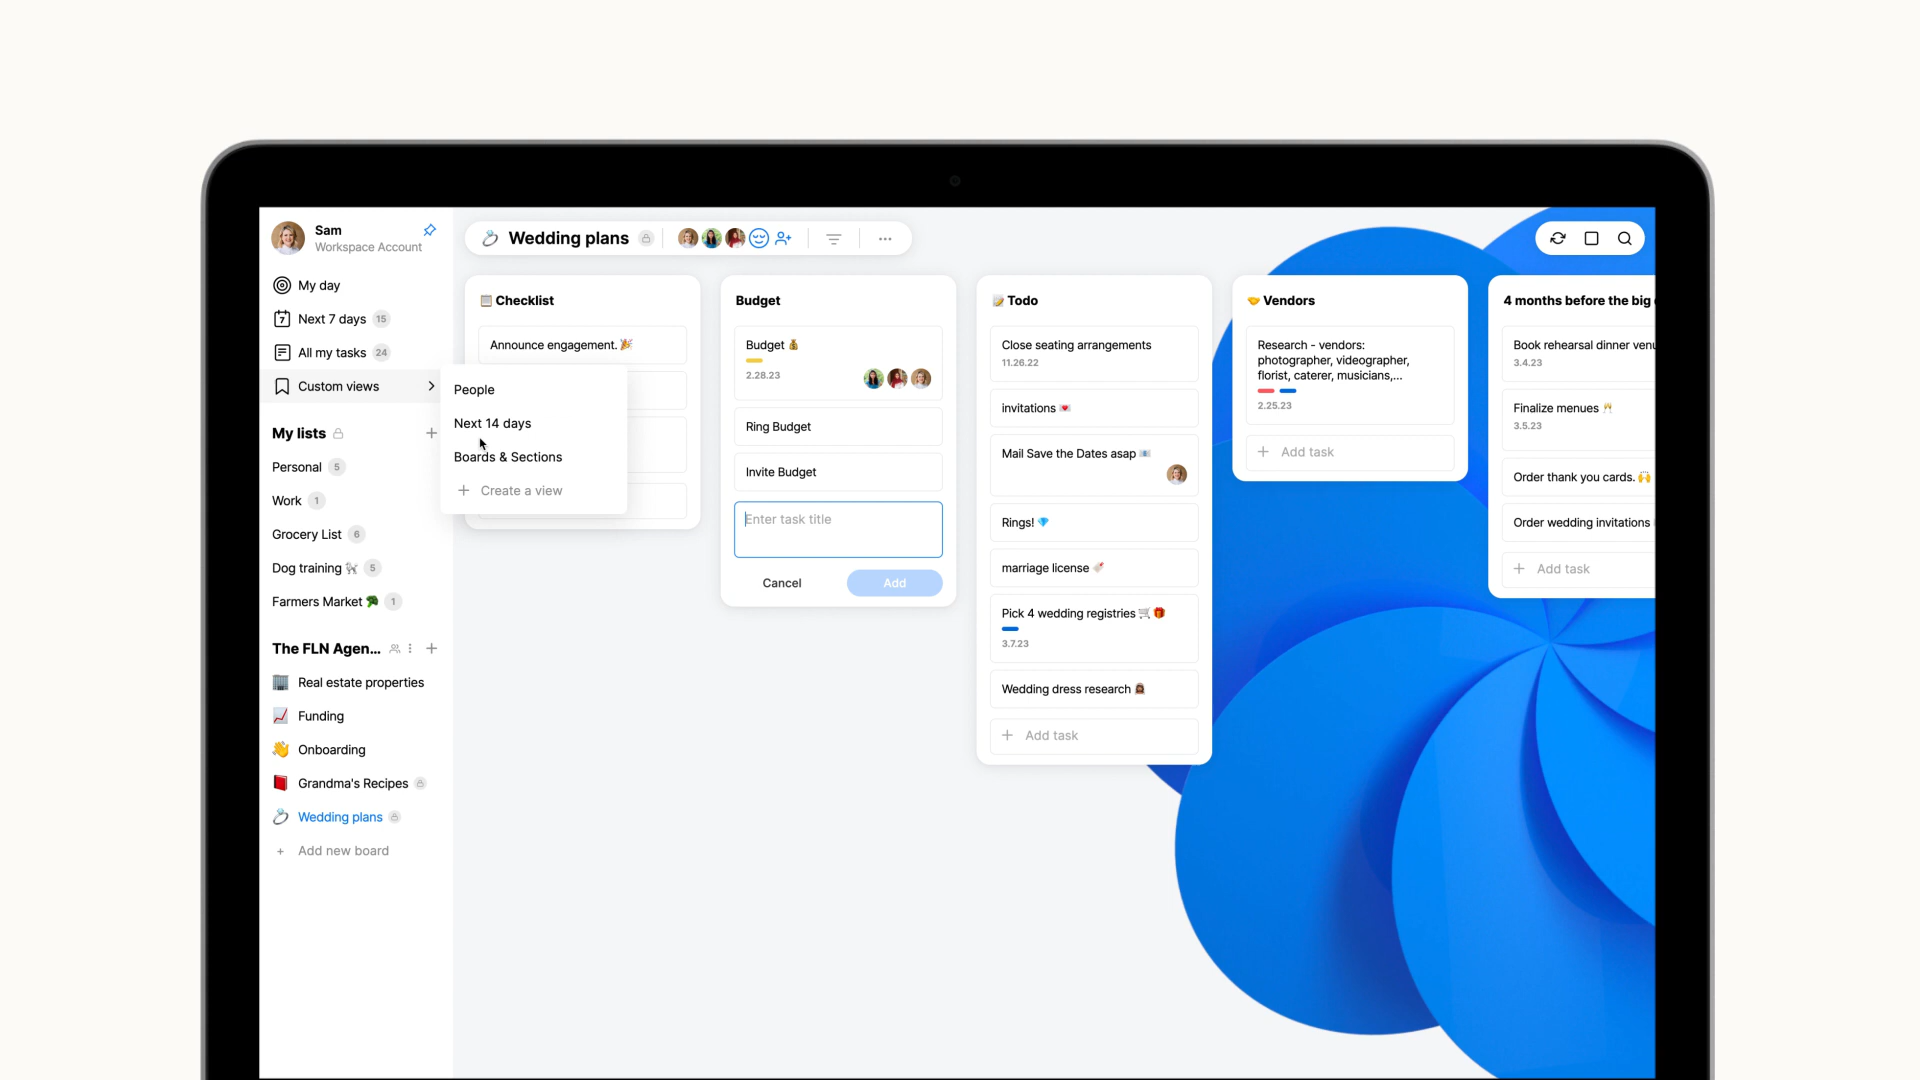 Sam
Workspace Account
My day
7
Next 7 days 15
All my tasks 24
Custom views
People
Next 14 days
Boards & Sections
Create a view
My lists
Personal 5
Work 1
Grocery List 6
Dog training 5
Farmers Market 1
The FLN Agen...
Real estate properties
Funding
Onboarding
Grandma's Recipes
Wedding plans
Add new board
Wedding plans
Checklist
Announce engagement.
Budget
Budget
2.28.23
Ring Budget
Invite Budget
Enter task title
Cancel Add
Todo
Close seating arrangements
11.26.22
invitations
Mail Save the Dates asap
Rings!
marriage license
Pick 4 wedding registries
3.7.23
Wedding dress research
Add task
Vendors
Research - vendors:
photographer, videographer,
florist, caterer, musicians,...
2.25.23
Add task
4 months before the big
Book rehearsal dinner
3.4.23
Finalize menues
3.5.23
Order thank you cards.
Order wedding invitations
Add task